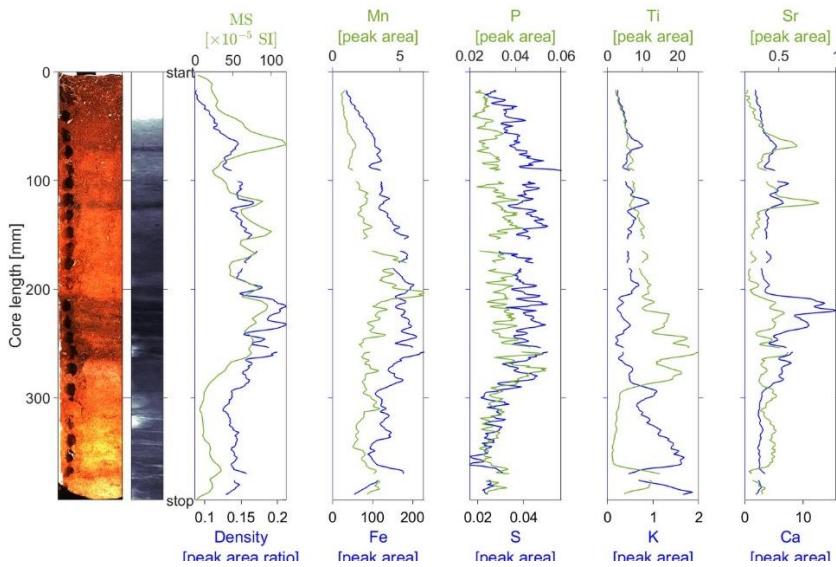 MS
[×10⁻⁵ SI]
0 50 100
Mn
[peak area]
0 5
P
[peak area]
0.02 0.04 0.06
Ti
[peak area]
0 10 20
Sr
[peak area]
0.5 1
0
100
200
300
Core length [mm]
start
stop
0.1 0.15 0.2
Density
[peak area ratio]
0 100 200
Fe
[peak area]
0.02 0.04
S
[peak area]
0 1 2
K
[peak area]
0 10
Ca
[peak area]